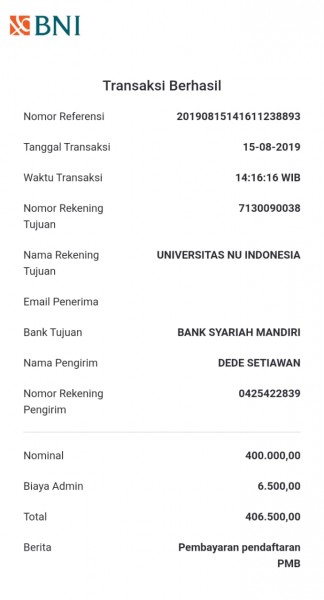 BNI
Transaksi Berhasil
Nomor Referensi 20190815141611238893
Tanggal Transaksi 15-08-2019
Waktu Transaksi 14:16:16 WIB
Nomor Rekening 7130090038
Tujuan
Nama Rekening UNIVERSITAS NU INDONESIA
Tujuan
Email Penerima
Bank Tujuan BANK SYARIAH MANDIRI
Nama Pengirim DEDE SETIAWAN
Nomor Rekening 0425422839
Pengirim
Nominal 400.000,00
Biaya Admin 6.500,00
Total 406.500,00
Berita Pembayaran pendaftaran
PMB